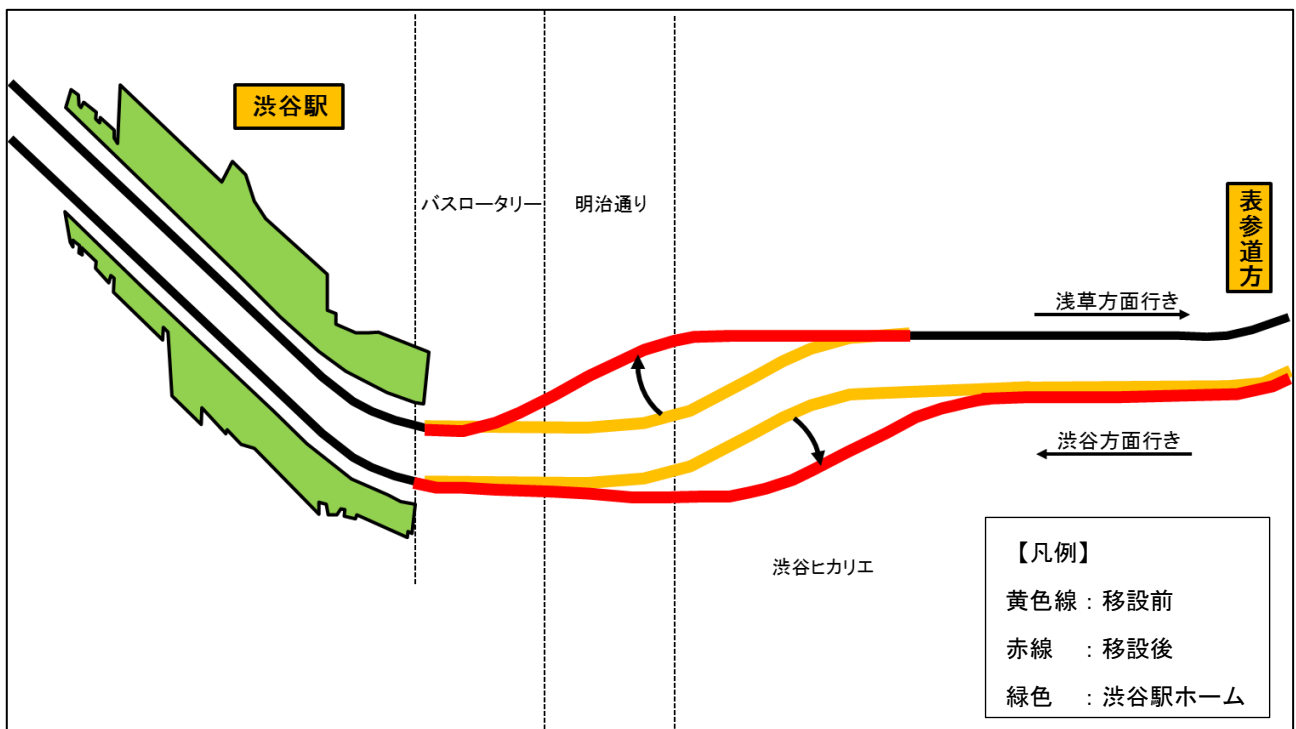 渋谷駅
バスロータリー
明治通り
表参道方
浅草方面行き
渋谷方面行き
渋谷ヒカリエ
【凡例】
黄色線：移設前
赤線　：移設後
緑色　：渋谷駅ホーム